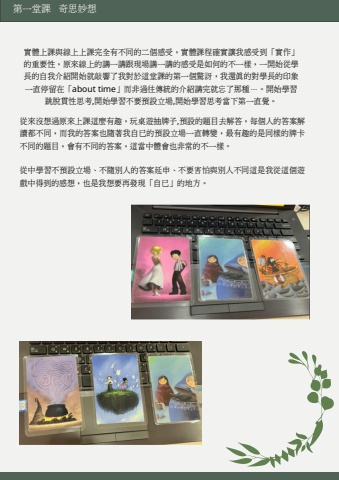 第一堂課 奇思妙想
實體上課與線上上課完全有不同的二個感受。實體課程確實讓我感受到「實作」
的重要性，原來線上的講一講跟現場講一講的感受是如何的不一樣，一開始從學
長的自我介紹開始就敲響了我對於這堂課的第一個驚訝，我還真的對學長的印象
一直停留在「about time」而非過往傳統的介紹講完就忘了那種…。開始學習
跳脫實性思考,開始學習不要預設立場,開始學習思考當下第一直覺。
從來沒想過原來上課這麼有趣，玩桌遊抽牌子,預設的題目去解答，每個人的答案解
讀都不同，而我的答案也隨著我自已的預設立場一直轉變，最有趣的是同樣的牌卡
不同的題目，會有不同的答案。這當中體會也非常的不一樣。
從中學習不預設立場、不隨別人的答案延申、不要害怕與別人不同這是我從這個遊
戲中得到的感想，也是我想要再發現「自已」的地方。